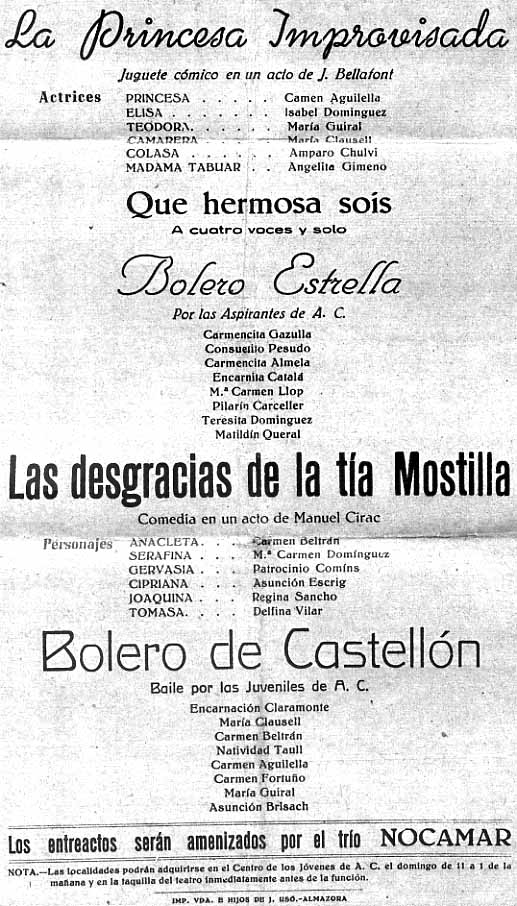 La Princesa Improvisada
Juguete cómico en un acto de J. Bellafont
Actrices PRINCESA . . . . . Camen Aguilella
ELISA . . . . . . . Isabel Dominguez
TEODORA. . . . . . María Guiral
CAMARERA . . . . . María Clausell
COLASA . . . . . . Amparo Chulvi
MADAMA TABUAR . . Angelita Gimeno
Que hermosa soís
A cuatro voces y solo
Bolero Estrella
Por las Aspirantes de A. C.
Carmencita Gazulla
Consuelito Pesudo
Carmencita Almela
Encarnita Catalá
M.ª Carmen Llop
Pilarín Carceller
Teresita Dominguez
Matildín Queral
Las desgracias de la tía Mostilla
Comedia en un acto de Manuel Cirac
Personajes ANACLETA. . . . Carmen Beltrán
SERAFINA . . . M.ª Carmen Domínguez
GERVASIA . . . Patrocinio Comíns
CIPRIANA . . . Asunción Escrig
JOAQUINA . . . Regina Sancho
TOMASA. . . . Delfina Vilar
Bolero de Castellón
Baile por las Juveniles de A. C.
Encarnación Claramonte
María Clausell
Carmen Beltrán
Natividad Taull
Carmen Aguilella
Carmen Fortuño
María Guiral
Asunción Brisach
Los entreactos serán amenizados por el trío NOCAMAR
NOTA.—Las localidades podrán adquirirse en el Centro de los Jóvenes de A. C. el domingo de 11 a 1 de la
mañana y en la taquilla del teatro inmediatamente antes de la función.
IMP. VDA. E HIJOS DE J. USÓ.-ALMAZORA